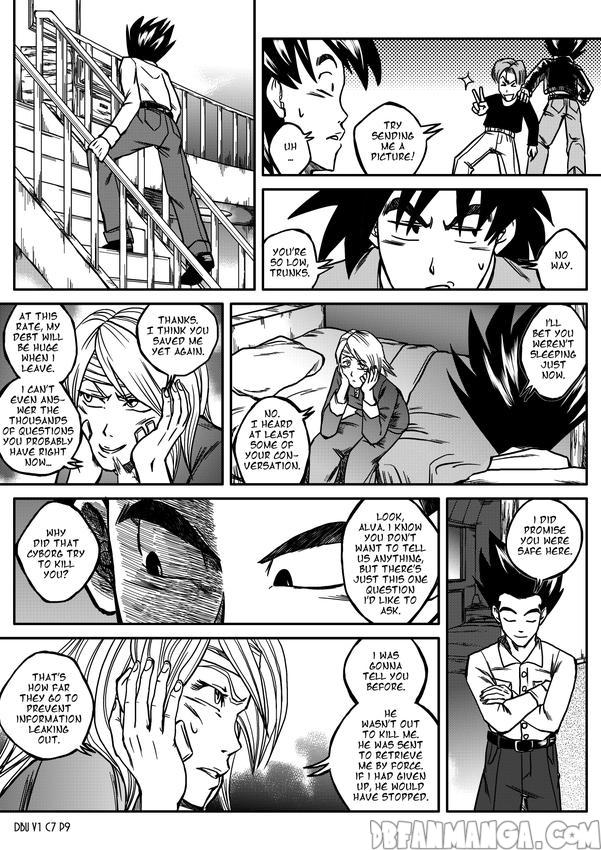 TRY
SENDING
ME A
PICTURE!
UH
...
NO
WAY.
YOU'RE
SO LOW,
TRUNKS.
I'LL
BET YOU
WEREN'T
SLEEPING
JUST
NOW.
NO.
I HEARD
AT LEAST
SOME OF
YOUR CON-
VERSATION.
THANKS.
I THINK YOU
SAVED ME
YET AGAIN.
AT THIS
RATE, MY
DEBT WILL
BE HUGE
WHEN I
LEAVE.
I CAN'T
EVEN ANS-
WER THE
THOUSANDS
OF QUESTIONS
YOU PROBABLY
HAVE RIGHT
NOW...
I DID
PROMISE
YOU WERE
SAFE HERE.
LOOK,
ALVA. I KNOW
YOU DON'T
WANT TO TELL
US ANYTHING,
BUT THERE'S
JUST THIS ONE
QUESTION
I'D LIKE TO
ASK.
WHY
DID THAT
CYBORG TRY
TO KILL
YOU?
I WAS
GONNA
TELL YOU
BEFORE.
HE
WASN'T OUT
TO KILL ME.
HE WAS SENT
TO RETRIEVE
ME BY FORCE.
IF I HAD GIVEN
UP, HE WOULD
HAVE STOPPED.
THAT'S
HOW FAR
THEY GO TO
PREVENT
INFORMATION
LEAKING
OUT.
DBU V1 C7 P9
DBFANMANGA.COM